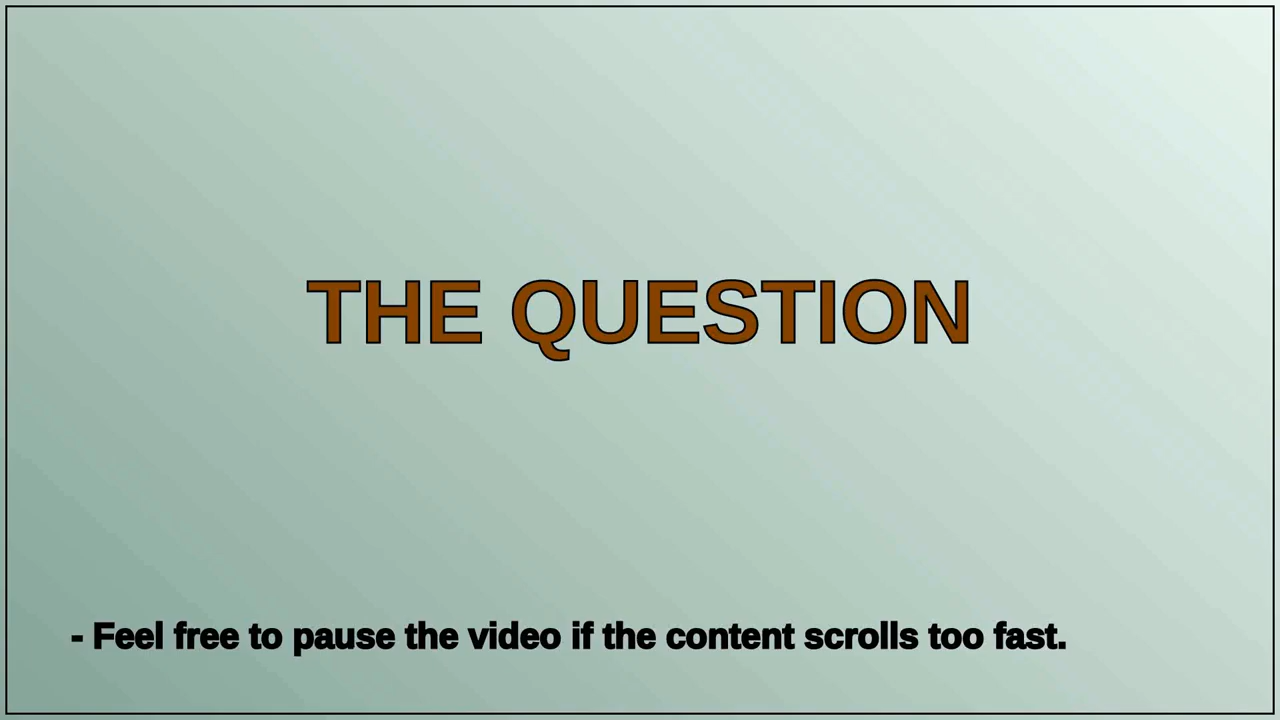 THE QUESTION
- Feel free to pause the video if the content scrolls too fast.